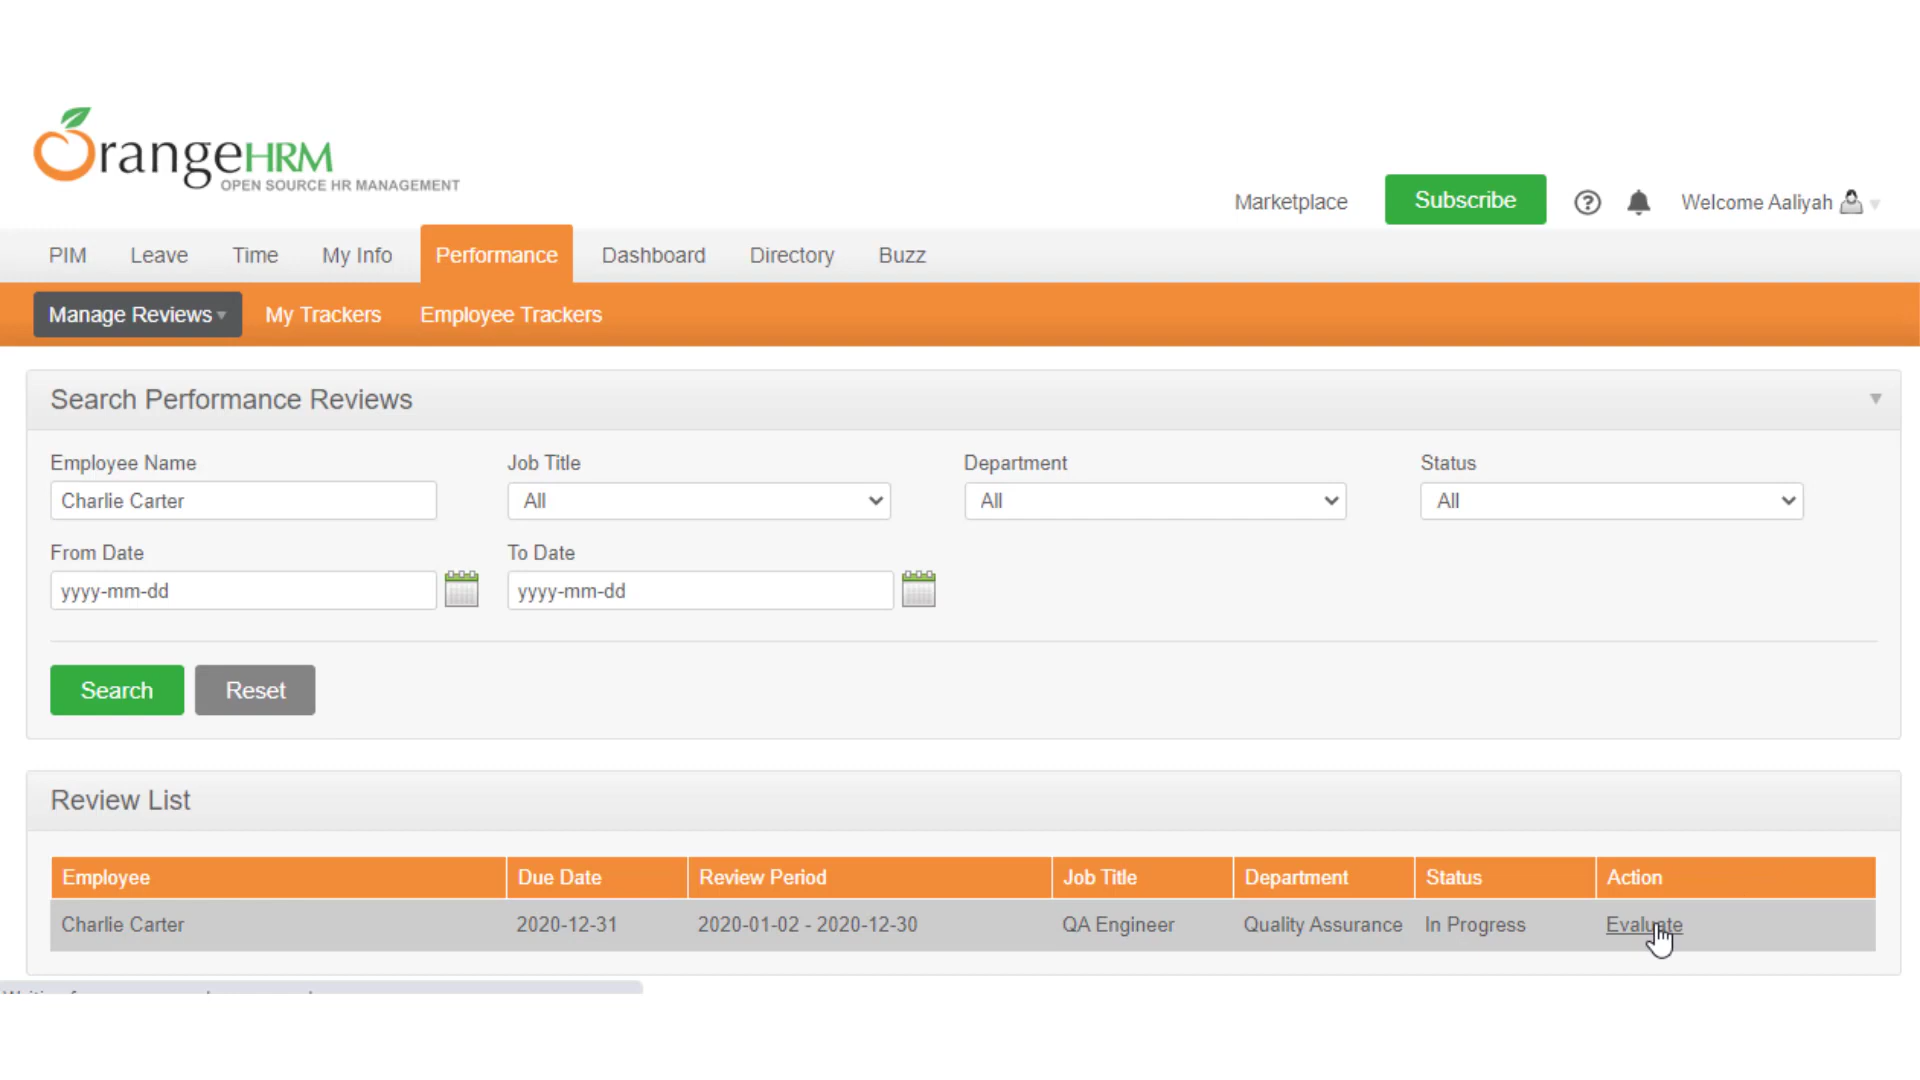 OrangeHRM
OPEN SOURCE HR MANAGEMENT
Marketplace Subscribe Welcome Aaliyah
PIM Leave Time My Info Performance Dashboard Directory Buzz
Manage Reviews My Trackers Employee Trackers
Search Performance Reviews
Employee Name Job Title Department Status
Charlie Carter All All All
From Date To Date
yyyy-mm-dd yyyy-mm-dd
Search Reset
Review List
Employee Due Date Review Period Job Title Department Status Action
Charlie Carter 2020-12-31 2020-01-02 - 2020-12-30 QA Engineer Quality Assurance In Progress Evaluate